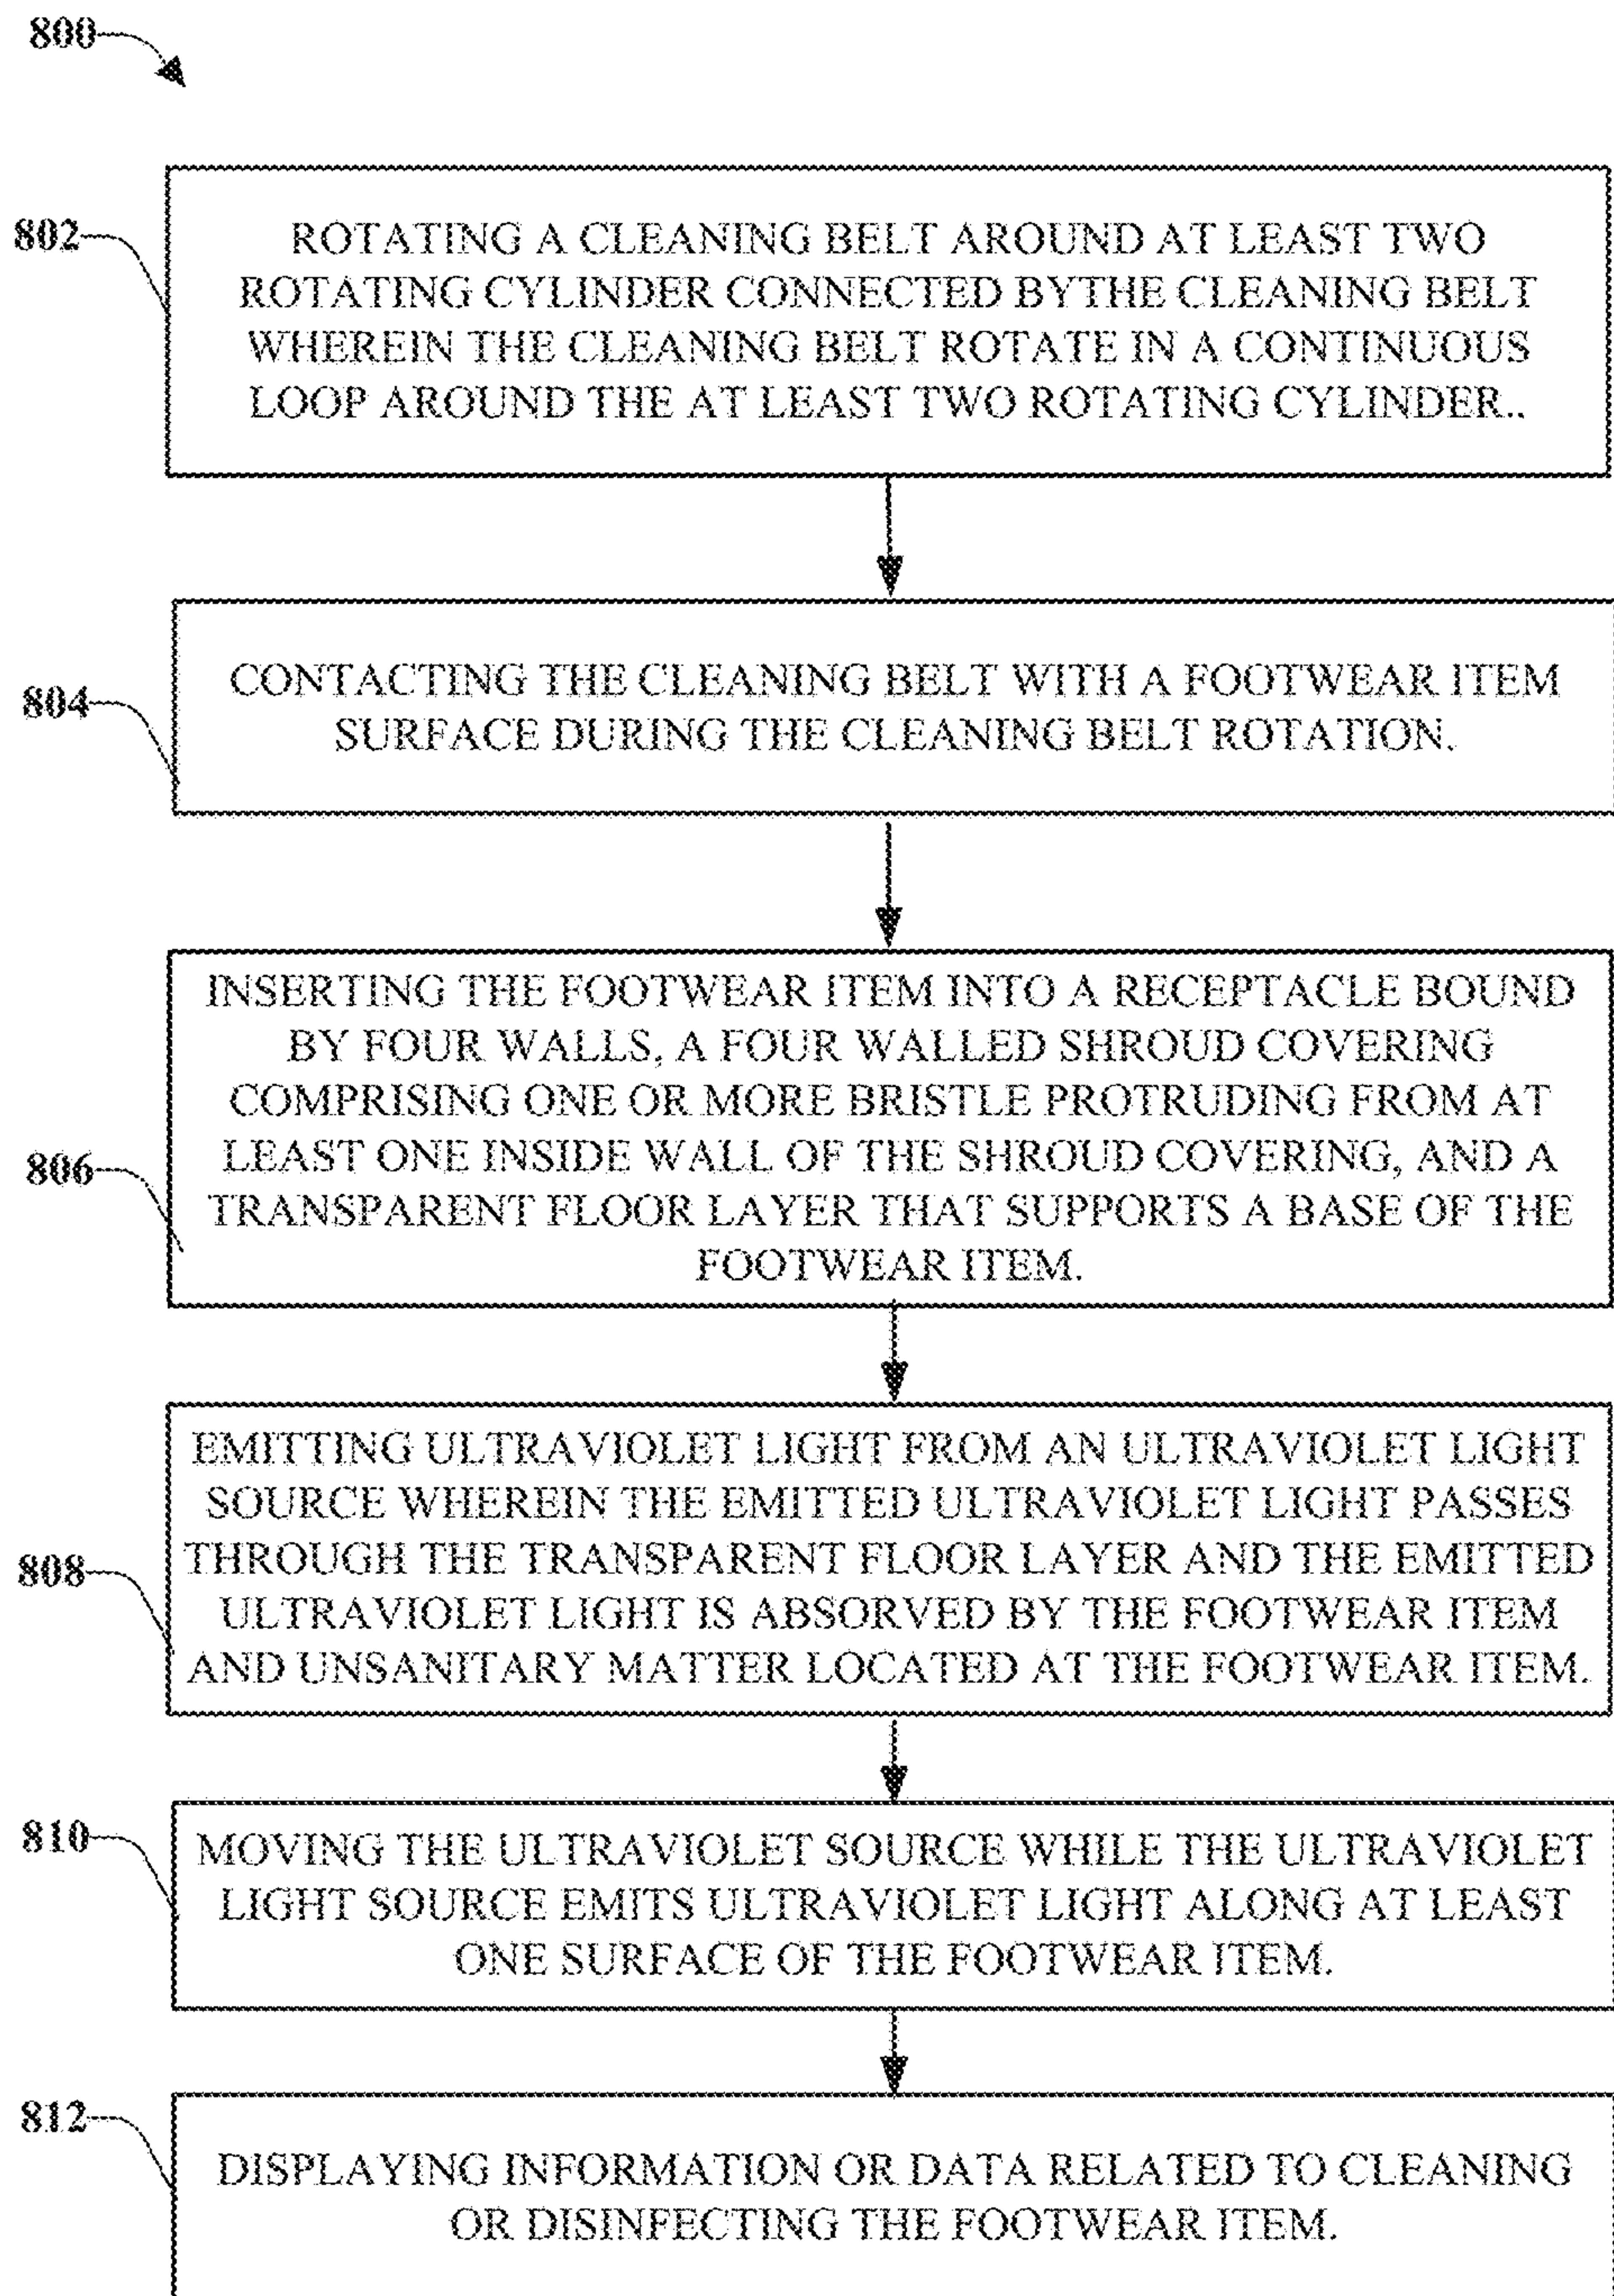 800
802
ROTATING A CLEANING BELT AROUND AT LEAST TWO
ROTATING CYLINDER CONNECTED BYTHE CLEANING BELT
WHEREIN THE CLEANING BELT ROTATE IN A CONTINUOUS
LOOP AROUND THE AT LEAST TWO ROTATING CYLINDER..
804
CONTACTING THE CLEANING BELT WITH A FOOTWEAR ITEM
SURFACE DURING THE CLEANING BELT ROTATION.
806
INSERTING THE FOOTWEAR ITEM INTO A RECEPTACLE BOUND
BY FOUR WALLS, A FOUR WALLED SHROUD COVERING
COMPRISING ONE OR MORE BRISTLE PROTRUDING FROM AT
LEAST ONE INSIDE WALL OF THE SHROUD COVERING, AND A
TRANSPARENT FLOOR LAYER THAT SUPPORTS A BASE OF THE
FOOTWEAR ITEM.
808
EMITTING ULTRAVIOLET LIGHT FROM AN ULTRAVIOLET LIGHT
SOURCE WHEREIN THE EMITTED ULTRAVIOLET LIGHT PASSES
THROUGH THE TRANSPARENT FLOOR LAYER AND THE EMITTED
ULTRAVIOLET LIGHT IS ABSORVED BY THE FOOTWEAR ITEM
AND UNSANITARY MATTER LOCATED AT THE FOOTWEAR ITEM.
810
MOVING THE ULTRAVIOLET SOURCE WHILE THE ULTRAVIOLET
LIGHT SOURCE EMITS ULTRAVIOLET LIGHT ALONG AT LEAST
ONE SURFACE OF THE FOOTWEAR ITEM.
812
DISPLAYING INFORMATION OR DATA RELATED TO CLEANING
OR DISINFECTING THE FOOTWEAR ITEM.